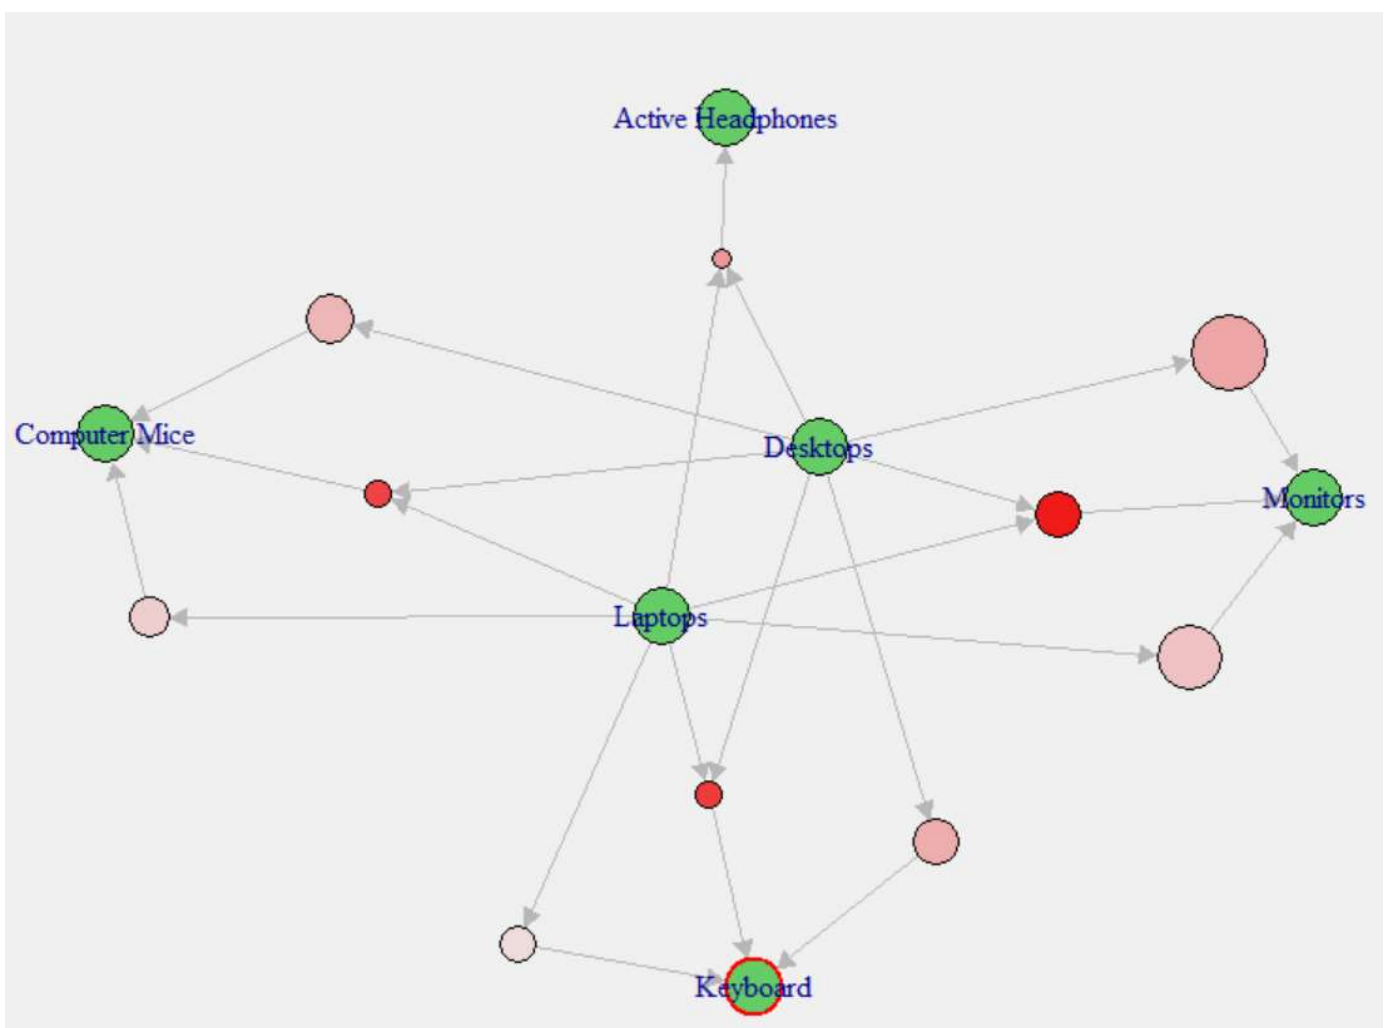 Active Headphones
Computer Mice
Desktops
Monitors
Laptops
Keyboard